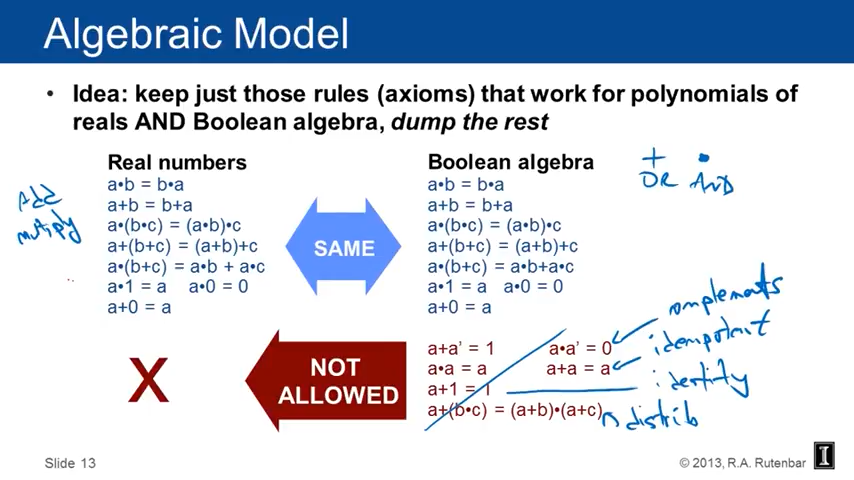 Algebraic Model
• Idea: keep just those rules (axioms) that work for polynomials of
reals AND Boolean algebra, dump the rest
Real numbers
a•b = b•a
a+b = b+a
a•(b•c) = (a•b)•c
a+(b+c) = (a+b)+c
a•(b+c) = a•b + a•c
a•1 = a a•0 = 0
a+0 = a
Add
multiply
SAME
Boolean algebra
a•b = b•a
a+b = b+a
a•(b•c) = (a•b)•c
a+(b+c) = (a+b)+c
a•(b+c) = a•b+a•c
a•1 = a a•0 = 0
a+0 = a
+ •
OR AND
X
NOT
ALLOWED
a+a' = 1 a•a' = 0
a•a = a a+a = a
a+1 = 1
a+(b•c) = (a+b)•(a+c)
complements
idempotent
identity
distrib
Slide 13
© 2013, R.A. Rutenbar
I